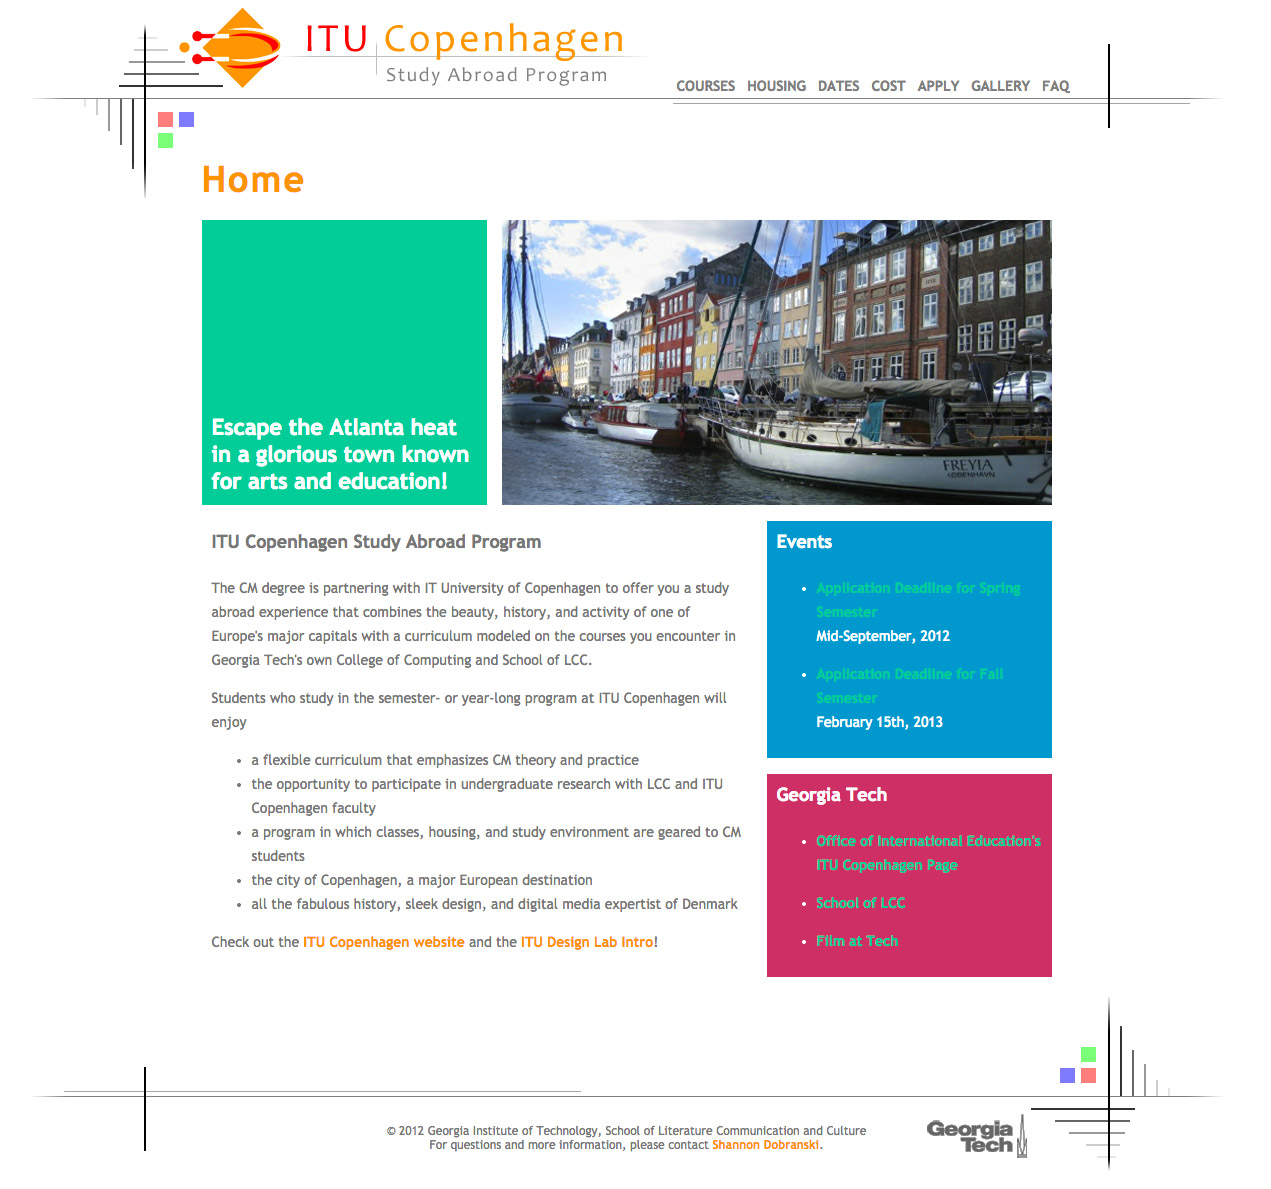 ITU Copenhagen
Study Abroad Program
COURSES HOUSING DATES COST APPLY GALLERY FAQ
Home
Escape the Atlanta heat
in a glorious town known
for arts and education!
FREYIA
KØBENHAVN
ITU Copenhagen Study Abroad Program
The CM degree is partnering with IT University of Copenhagen to offer you a study
abroad experience that combines the beauty, history, and activity of one of
Europe's major capitals with a curriculum modeled on the courses you encounter in
Georgia Tech's own College of Computing and School of LCC.
Students who study in the semester- or year-long program at ITU Copenhagen will
enjoy
• a flexible curriculum that emphasizes CM theory and practice
• the opportunity to participate in undergraduate research with LCC and ITU
Copenhagen faculty
• a program in which classes, housing, and study environment are geared to CM
students
• the city of Copenhagen, a major European destination
• all the fabulous history, sleek design, and digital media expertist of Denmark
Check out the ITU Copenhagen website and the ITU Design Lab Intro!
Events
• Application Deadline for Spring
Semester
Mid-September, 2012
• Application Deadline for Fall
Semester
February 15th, 2013
Georgia Tech
• Office of International Education's
ITU Copenhagen Page
• School of LCC
• Film at Tech
© 2012 Georgia Institute of Technology, School of Literature Communication and Culture
For questions and more information, please contact Shannon Dobranski.
Georgia
Tech